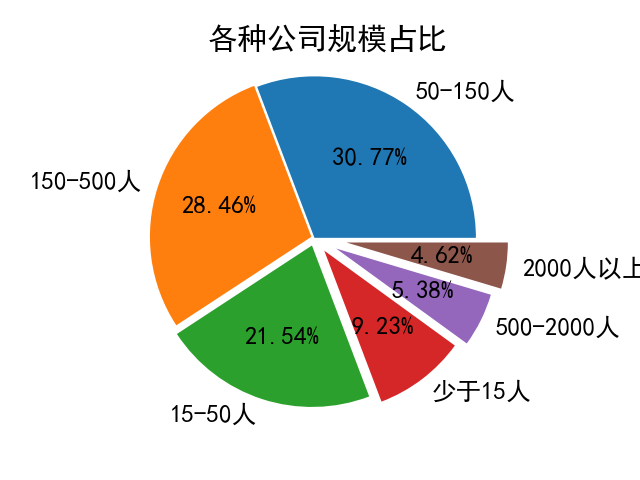 各种公司规模占比
50-150人
30.77%
150-500人
28.46%
4.62%
2000人以上
5.38%
500-2000人
9.23%
21.54%
少于15人
15-50人